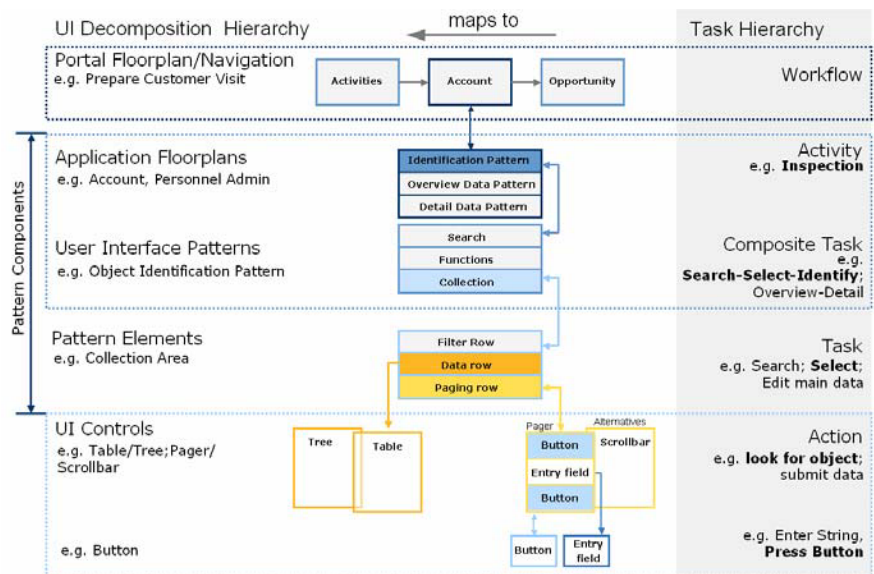 UI Decomposition Hierarchy
maps to
Task Hierarchy
Portal Floorplan/Navigation
e.g. Prepare Customer Visit
Activities
Account
Opportunity
Workflow
Pattern Components
Application Floorplans
e.g. Account, Personnel Admin
Identification Pattern
Overview Data Pattern
Detail Data Pattern
Activity
e.g. Inspection
User Interface Patterns
e.g. Object Identification Pattern
Search
Functions
Collection
Composite Task
e.g.
Search-Select-Identify;
Overview-Detail
Pattern Elements
e.g. Collection Area
Filter Row
Data row
Paging row
Task
e.g. Search; Select;
Edit main data
UI Controls
e.g. Table/Tree;Pager/
Scrollbar
Tree
Table
Pager
Alternatives
Button
Entry field
Button
Scrollbar
Action
e.g. look for object;
submit data
e.g. Button
Button
Entry
field
e.g. Enter String,
Press Button